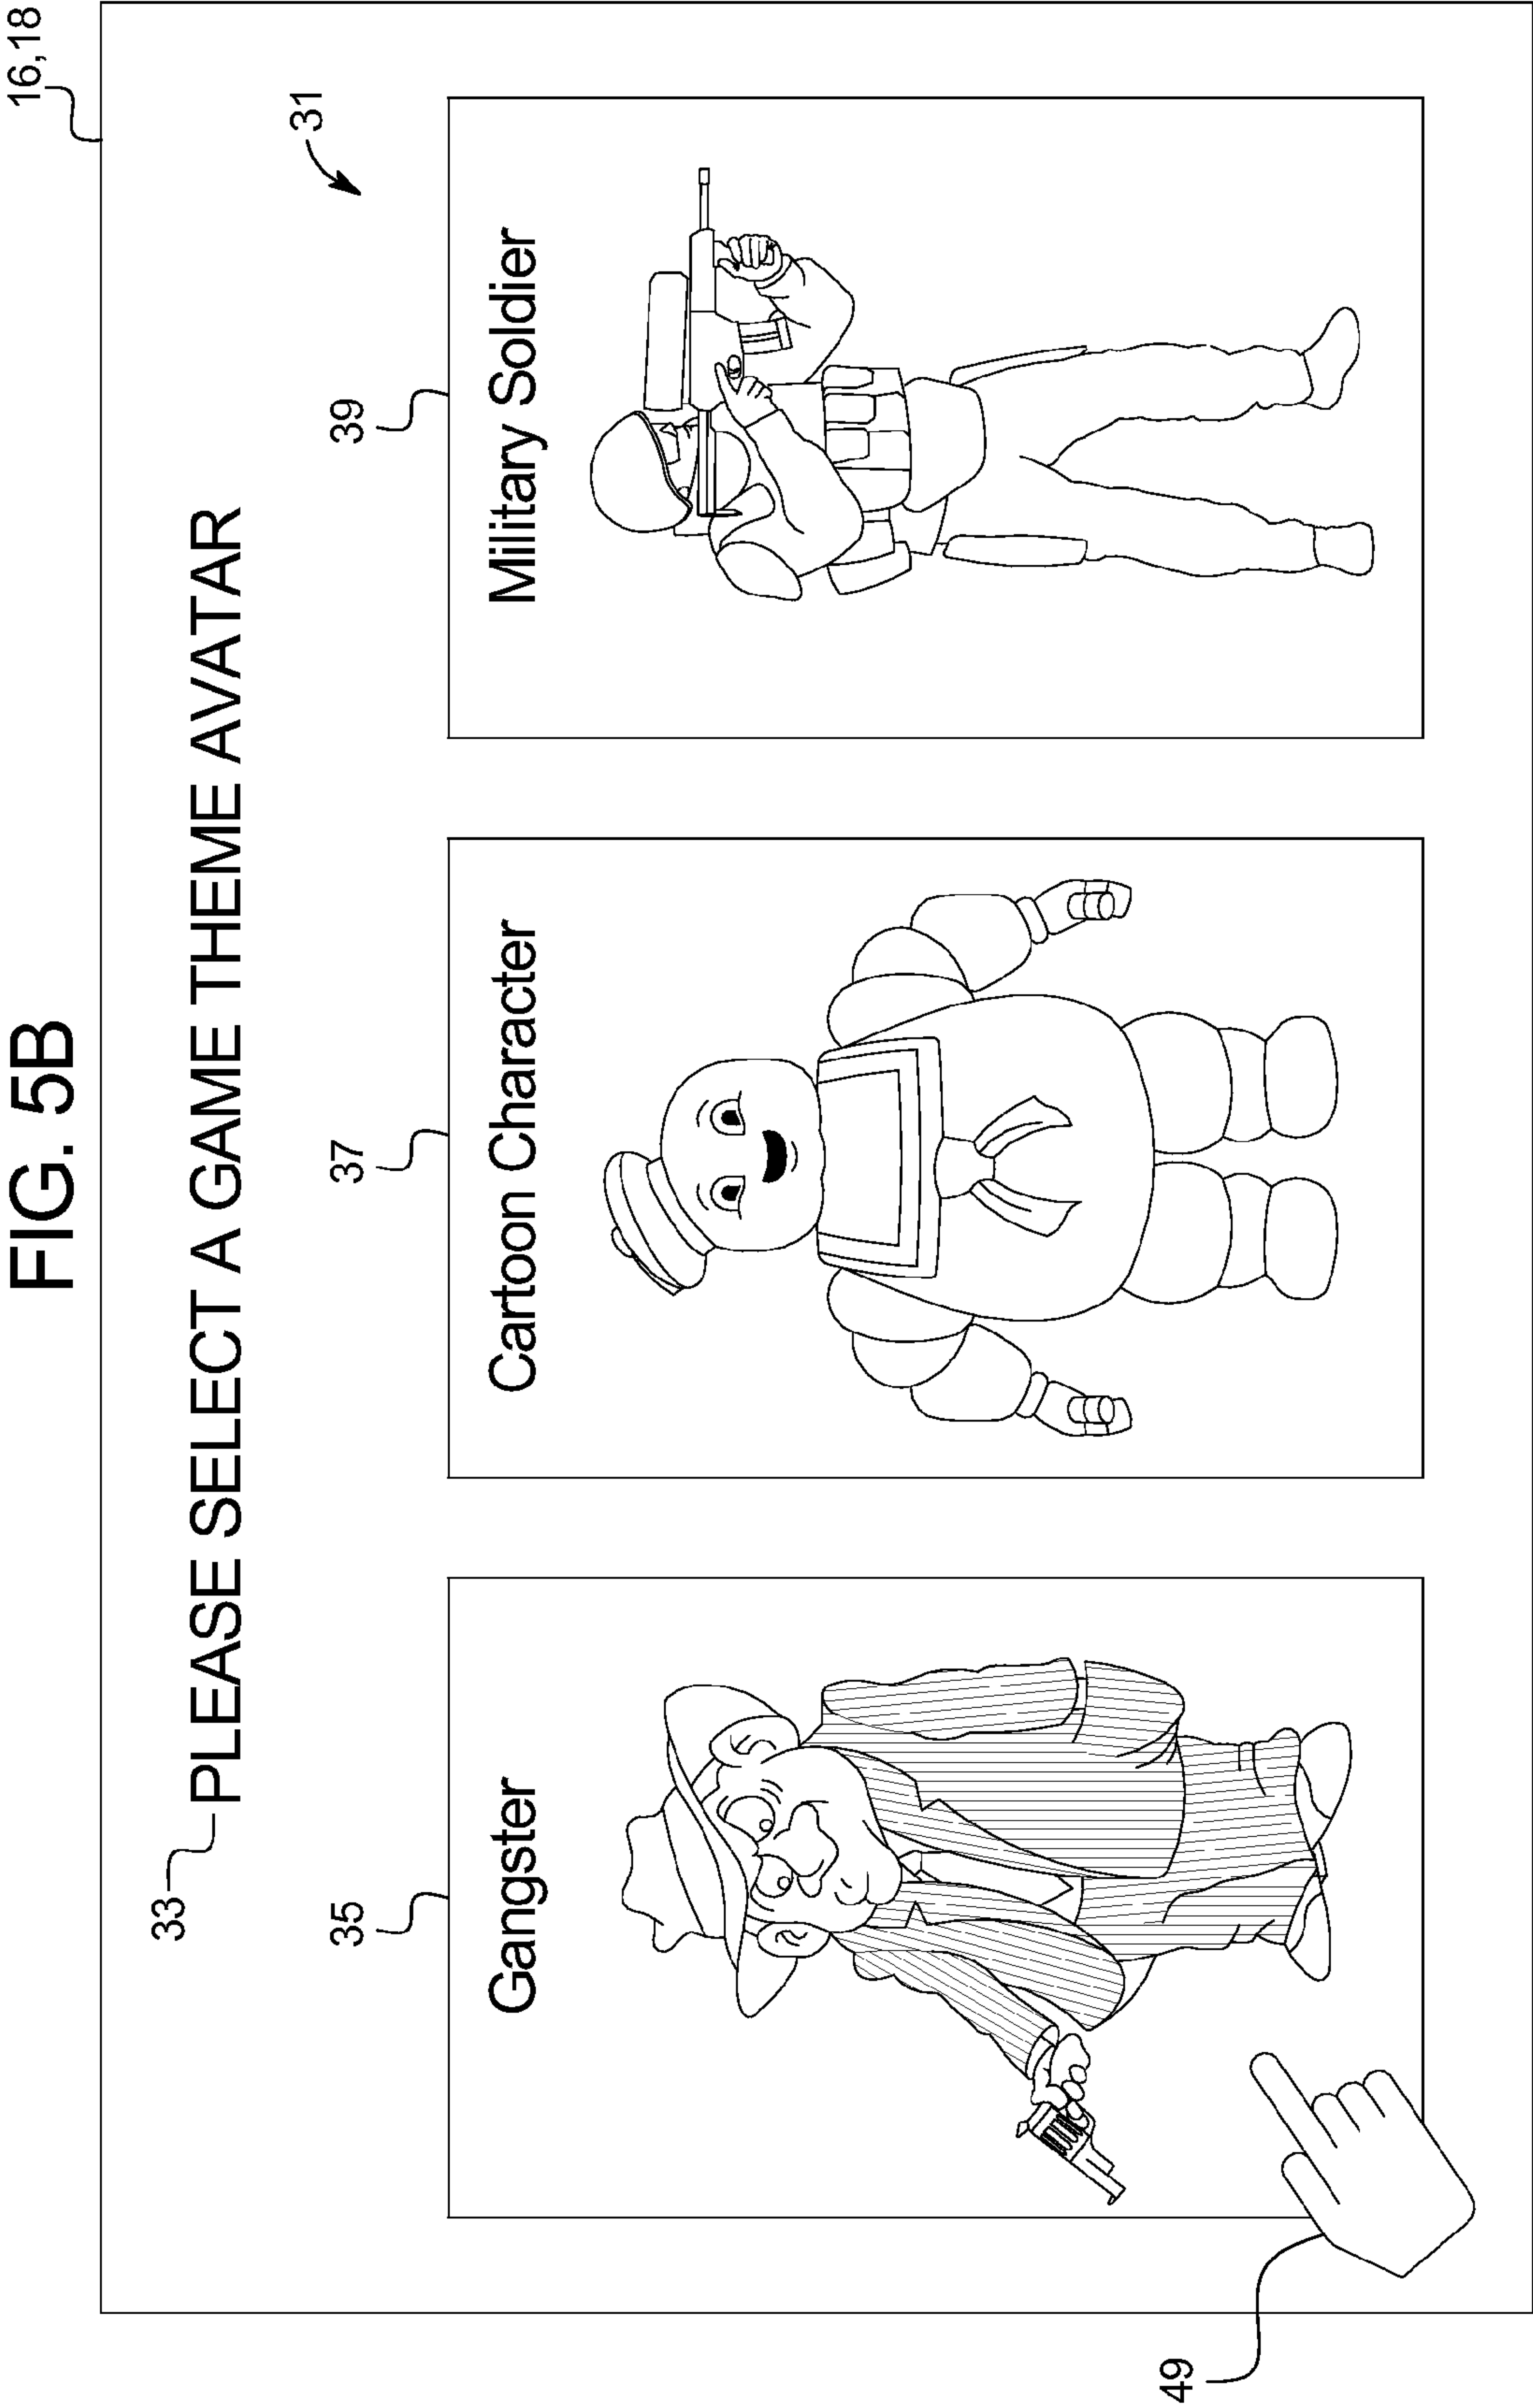 FIG. 5B
16,18
33
PLEASE SELECT A GAME THEME AVATAR
31
35
37
39
Gangster
Cartoon Character
Military Soldier
49